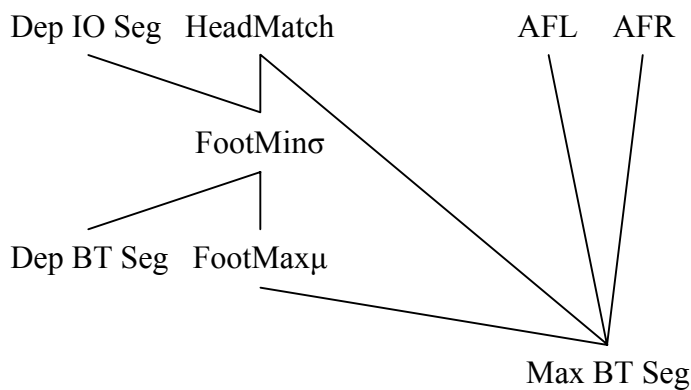 Dep IO Seg HeadMatch AFL AFR
FootMinσ
Dep BT Seg FootMaxμ
Max BT Seg